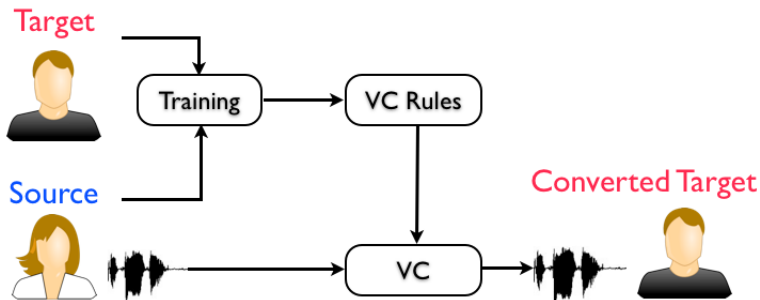 Target
Training
VC Rules
Source
Converted Target
VC